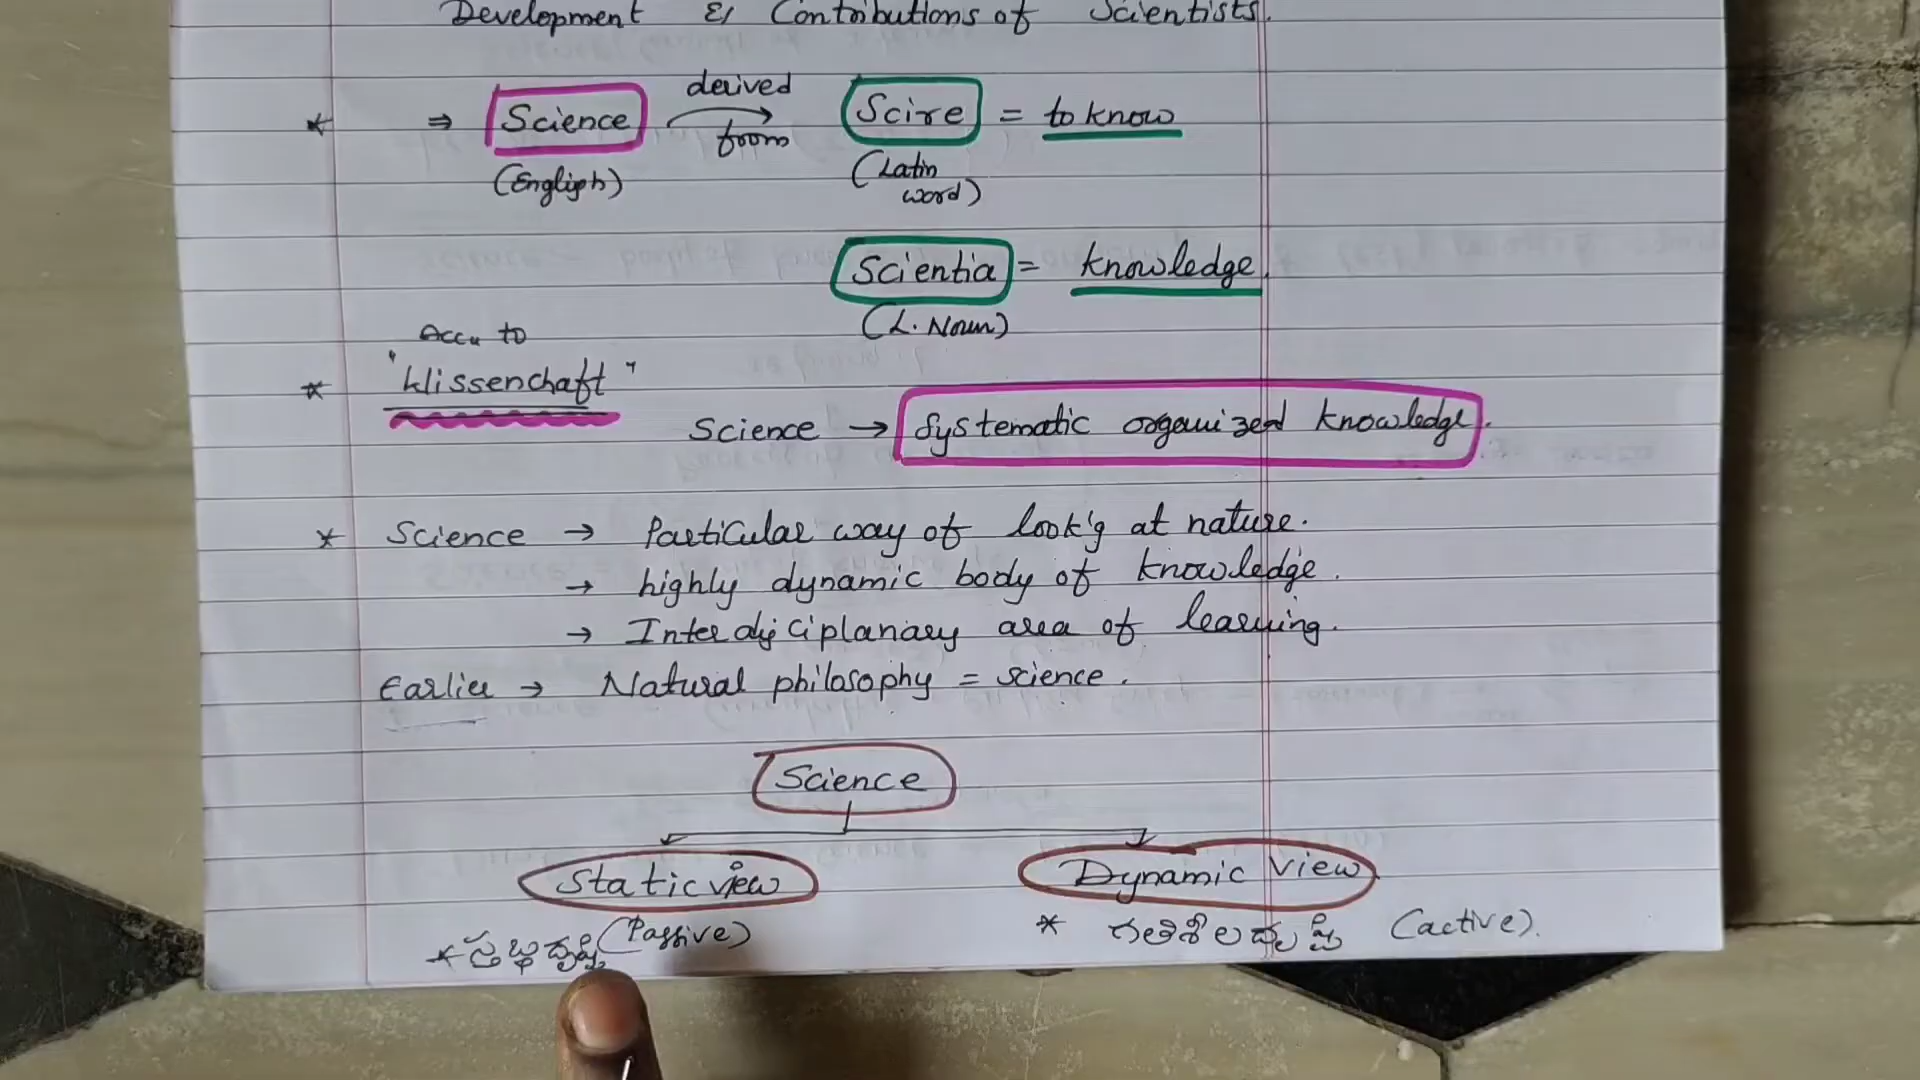 Development & Contributions of Scientists.
* ⇒ Science derived from Scire = to know
(English) (Latin word)
Scientia = knowledge.
(L. Noun)
Accu to
* "Wissenchaft"
Science → Systematic organized knowledge.
* Science → Particular way of look'g at nature.
→ highly dynamic body of knowledge.
→ Interdisciplanary area of learning.
Earlier → Natural philosophy = science.
Science
Static view Dynamic View
* (Passive) * (active).